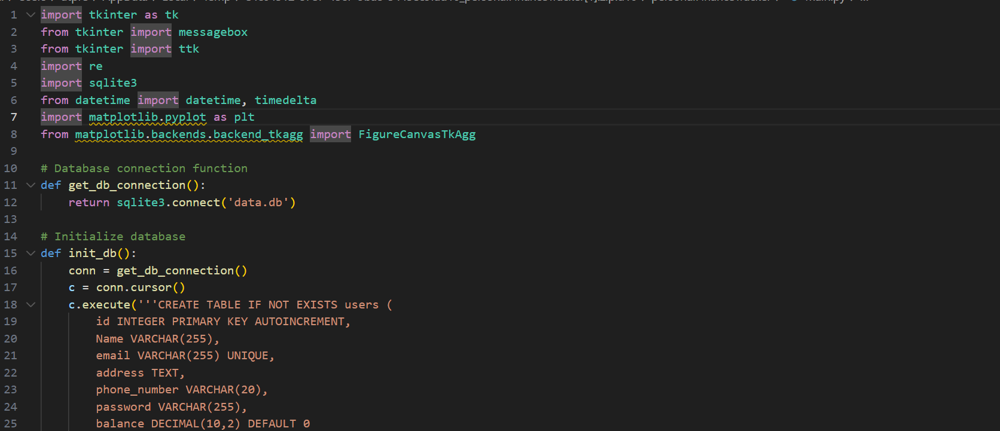 1 import tkinter as tk
2 from tkinter import messagebox
3 from tkinter import ttk
4 import re
5 import sqlite3
6 from datetime import datetime, timedelta
7 import matplotlib.pyplot as plt
8 from matplotlib.backends.backend_tkagg import FigureCanvasTkAgg
9
10 # Database connection function
11 def get_db_connection():
12     return sqlite3.connect('data.db')
13
14 # Initialize database
15 def init_db():
16     conn = get_db_connection()
17     c = conn.cursor()
18     c.execute('''CREATE TABLE IF NOT EXISTS users (
19         id INTEGER PRIMARY KEY AUTOINCREMENT,
20         Name VARCHAR(255),
21         email VARCHAR(255) UNIQUE,
22         address TEXT,
23         phone_number VARCHAR(20),
24         password VARCHAR(255),
25         balance DECIMAL(10,2) DEFAULT 0